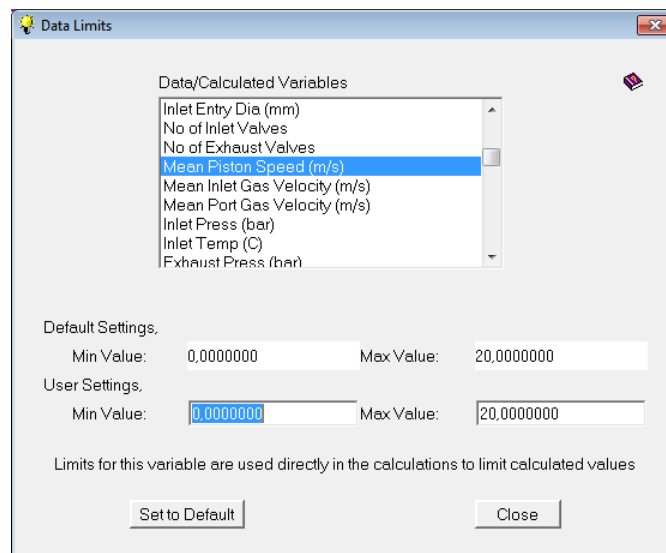 Data Limits
Data/Calculated Variables
Inlet Entry Dia (mm)
No of Inlet Valves
No of Exhaust Valves
Mean Piston Speed (m/s)
Mean Inlet Gas Velocity (m/s)
Mean Port Gas Velocity (m/s)
Inlet Press (bar)
Inlet Temp (C)
Exhaust Press (bar)
Default Settings,
Min Value: 0,0000000 Max Value: 20,0000000
User Settings,
Min Value: 0,0000000 Max Value: 20,0000000
Limits for this variable are used directly in the calculations to limit calculated values
Set to Default Close